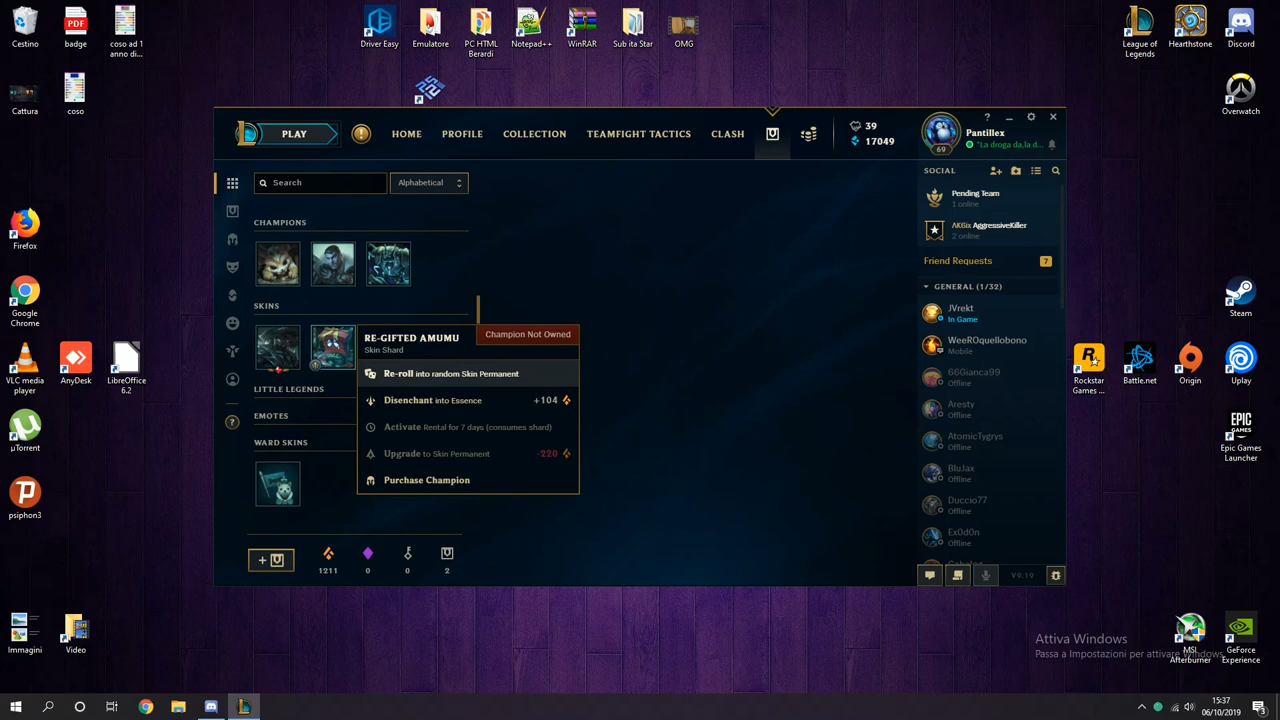 Cestino
badge
coso ad 1
anno di...
Driver Easy
Emulatore
PC HTML
Berardi
Notepad++
WinRAR
Sub ita Star
OMG
League of
Legends
Hearthstone
Discord
Cattura
coso
Overwatch
PLAY
HOME
PROFILE
COLLECTION
TEAMFIGHT TACTICS
CLASH
39
17049
69
Pantillex
"La droga da,la d...
Search
Alphabetical
SOCIAL
Pending Team
1 online
AK6ix AggressiveKiller
2 online
Friend Requests
7
GENERAL (1/32)
CHAMPIONS
SKINS
LITTLE LEGENDS
EMOTES
WARD SKINS
RE-GIFTED AMUMU
Skin Shard
Champion Not Owned
Re-roll into random Skin Permanent
Disenchant into Essence
+104
Activate Rental for 7 days (consumes shard)
Upgrade to Skin Permanent
-220
Purchase Champion
1211
0
0
2
JVrekt
In Game
WeeROquellobono
Mobile
66Gianca99
Offline
Aresty
Offline
AtomicTygrys
Offline
BluJax
Offline
Duccio77
Offline
Ex0d0n
Offline
V9.19
Firefox
Google
Chrome
VLC media
player
AnyDesk
LibreOffice
6.2
µTorrent
psiphon3
Immagini
Video
Steam
Rockstar
Games ...
Battle.net
Origin
Uplay
EPIC
GAMES
Epic Games
Launcher
MSI
Afterburner
GeForce
Experience
Attiva Windows
Passa a Impostazioni per attivare Windows.
15:37
06/10/2019
3